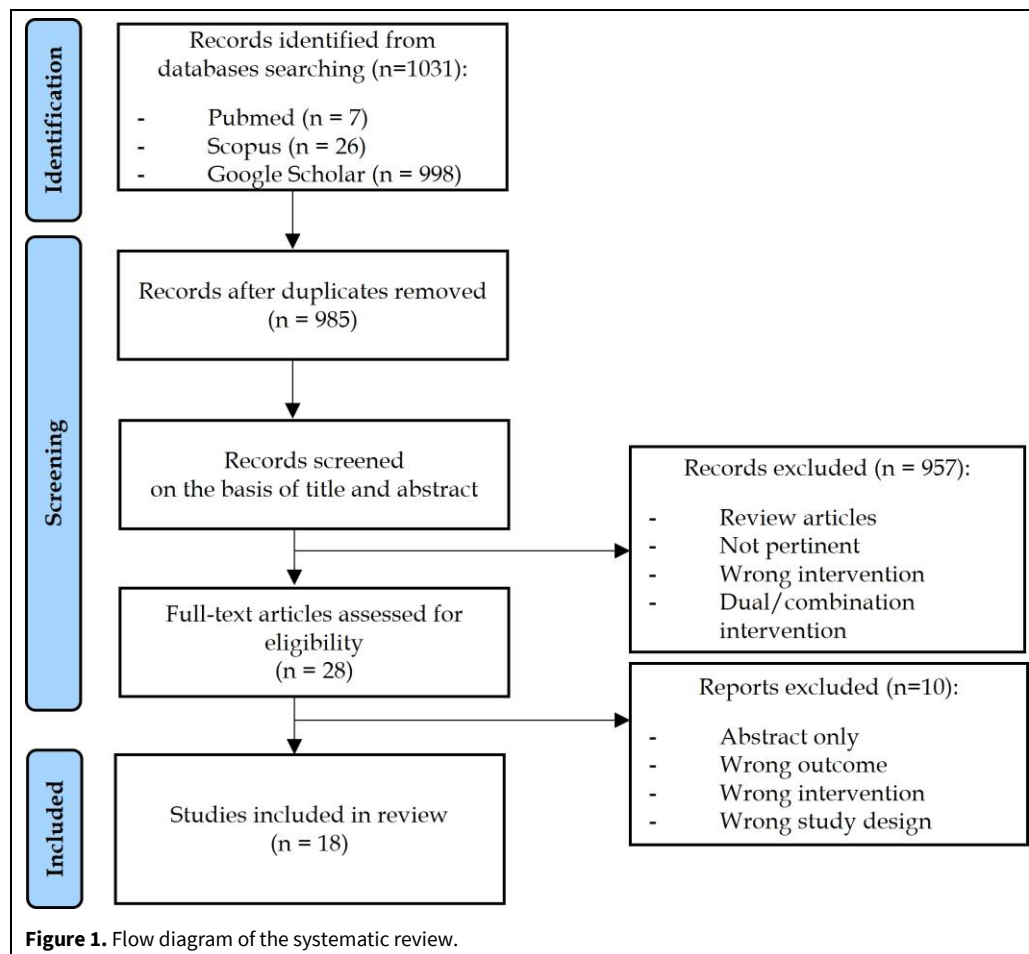 Identification
Records identified from
databases searching (n=1031):
- Pubmed (n = 7)
- Scopus (n = 26)
- Google Scholar (n = 998)
Screening
Records after duplicates removed
(n = 985)
Records screened
on the basis of title and abstract
Records excluded (n = 957):
- Review articles
- Not pertinent
- Wrong intervention
- Dual/combination
intervention
Full-text articles assessed for
eligibility
(n = 28)
Reports excluded (n=10):
- Abstract only
- Wrong outcome
- Wrong intervention
- Wrong study design
Included
Studies included in review
(n = 18)
Figure 1. Flow diagram of the systematic review.